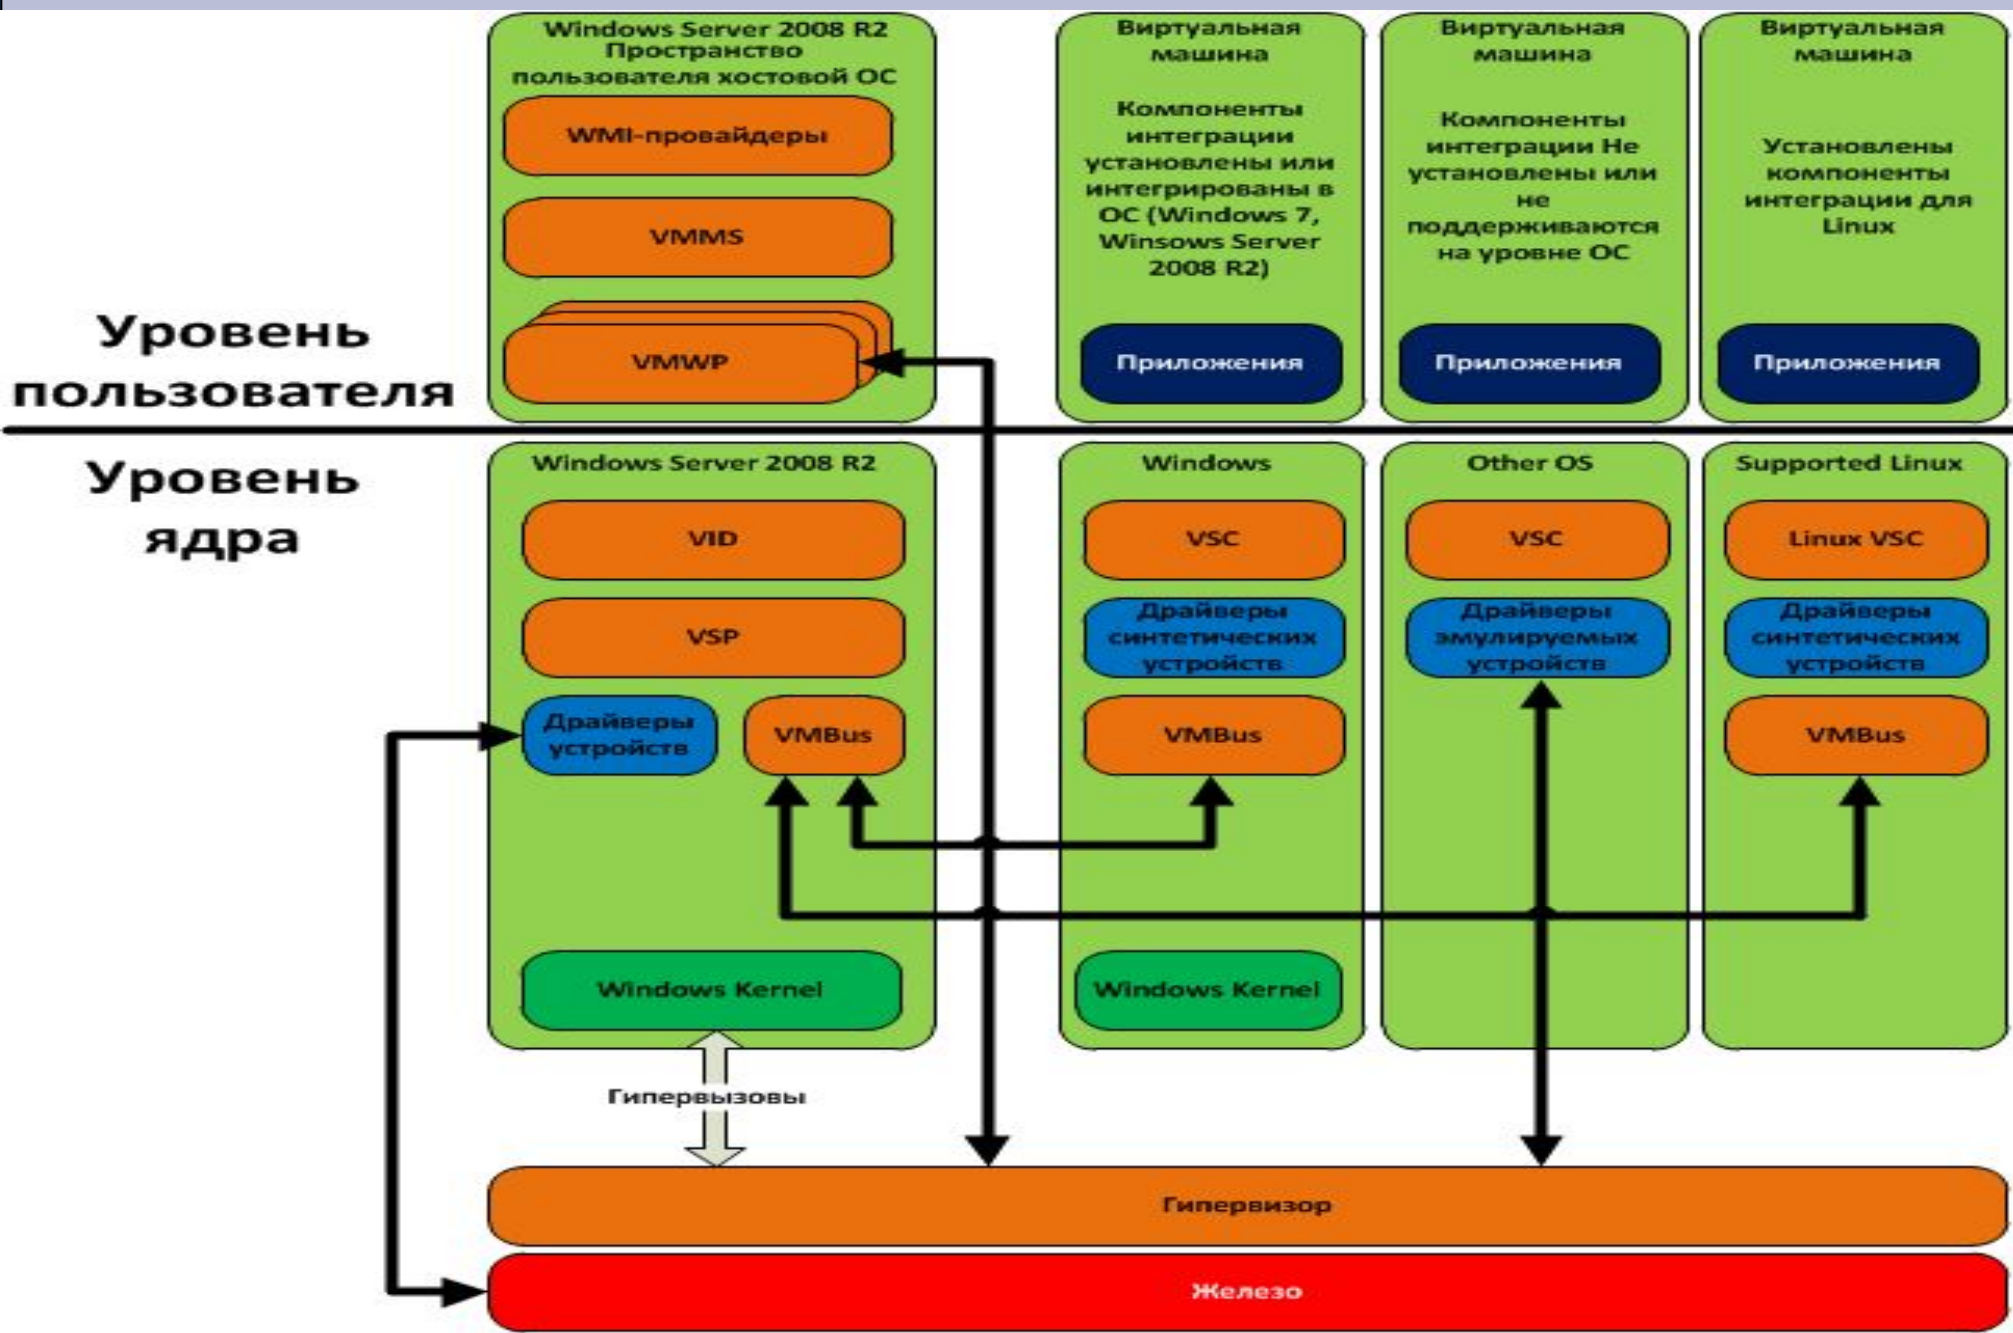 Windows Server 2008 R2
Пространство
пользователя хостовой ОС
WMI-провайдеры
VMMS
VMWP
Виртуальная
машина
Компоненты
интеграции
установлены или
интегрированы в
ОС (Windows 7,
Winsows Server
2008 R2)
Приложения
Виртуальная
машина
Компоненты
интеграции Не
установлены или
не
поддерживаются
на уровне ОС
Приложения
Виртуальная
машина
Установлены
компоненты
интеграции для
Linux
Приложения
Уровень
пользователя
Уровень
ядра
Windows Server 2008 R2
VID
VSP
Драйверы
устройств
VMBus
Windows Kernel
Windows
VSC
Драйверы
синтетических
устройств
VMBus
Windows Kernel
Other OS
VSC
Драйверы
эмулируемых
устройств
Supported Linux
Linux VSC
Драйверы
синтетических
устройств
VMBus
Гипервызовы
Гипервизор
Железо